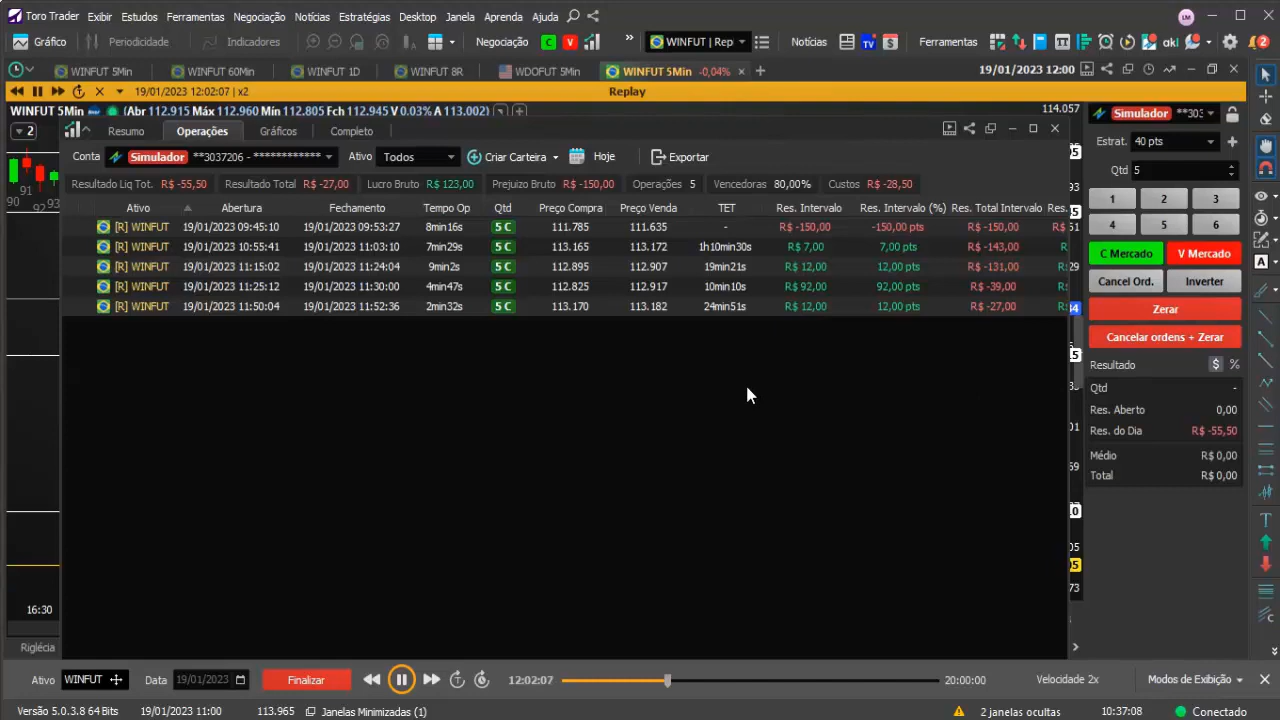 Toro Trader Exibir Estudos Ferramentas Negociação Notícias Estratégias Desktop Janela Aprenda Ajuda LM
Gráfico Periodicidade Indicadores Negociação C V » WINFUT | Rep Notícias TV $ Ferramentas akl 2
WINFUT 5Min WINFUT 60Min WINFUT 1D WINFUT 8R WDOFUT 5Min WINFUT 5Min -0,04% 19/01/2023 12:00
19/01/2023 12:02:07 | x2 Replay
WINFUT 5Min (Abr 112.915 Máx 112.960 Mín 112.805 Fch 112.945 V 0.03% A 113.002) 114.057
Simulador **303
2 Resumo Operações Gráficos Completo
Estrat. 40 pts
Conta Simulador **3037206 - ************ Ativo Todos Criar Carteira Hoje Exportar
Qtd 5
Resultado Líq Tot. R$ -55,50 Resultado Total R$ -27,00 Lucro Bruto R$ 123,00 Prejuizo Bruto R$ -150,00 Operações 5 Vencedoras 80,00% Custos R$ -28,50
1 2 3
4 5 6
Ativo Abertura Fechamento Tempo Op Qtd Preço Compra Preço Venda TET Res. Intervalo Res. Intervalo (%) Res. Total Intervalo Res.
[R] WINFUT 19/01/2023 09:45:10 19/01/2023 09:53:27 8min16s 5 C 111.785 111.635 - R$ -150,00 -150,00 pts R$ -150,00
[R] WINFUT 19/01/2023 10:55:41 19/01/2023 11:03:10 7min29s 5 C 113.165 113.172 1h10min30s R$ 7,00 7,00 pts R$ -143,00
[R] WINFUT 19/01/2023 11:15:02 19/01/2023 11:24:04 9min2s 5 C 112.895 112.907 19min21s R$ 12,00 12,00 pts R$ -131,00
[R] WINFUT 19/01/2023 11:25:12 19/01/2023 11:30:00 4min47s 5 C 112.825 112.917 10min10s R$ 92,00 92,00 pts R$ -39,00
[R] WINFUT 19/01/2023 11:50:04 19/01/2023 11:52:36 2min32s 5 C 113.170 113.182 24min51s R$ 12,00 12,00 pts R$ -27,00
C Mercado V Mercado
Cancel Ord. Inverter
Zerar
Cancelar ordens + Zerar
Resultado $ %
Qtd -
Res. Aberto 0,00
Res. do Dia R$ -55,50
Médio R$ 0,00
Total R$ 0,00
16:30
Riglécia
Ativo WINFUT Data 19/01/2023 Finalizar 12:02:07 20:00:00 Velocidade 2x Modos de Exibição
Versão 5.0.3.8 64 Bits 19/01/2023 11:00 113.965 Janelas Minimizadas (1) 2 janelas ocultas Conectado 10:37:08